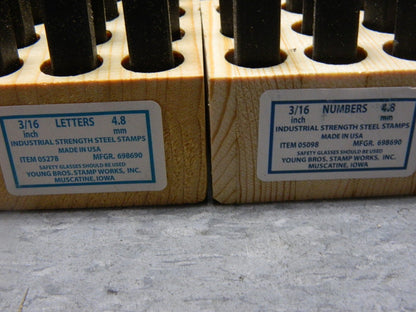 3/16 LETTERS 4.8
inch mm
INDUSTRIAL STRENGTH STEEL STAMPS
MADE IN USA
ITEM 05278 MFGR. 698690
SAFETY GLASSES SHOULD BE USED
YOUNG BROS. STAMP WORKS, INC.
MUSCATINE, IOWA
3/16 NUMBERS 4.8
inch mm
INDUSTRIAL STRENGTH STEEL STAMPS
MADE IN USA
ITEM 05098 MFGR. 698690
SAFETY GLASSES SHOULD BE USED
YOUNG BROS. STAMP WORKS, INC.
MUSCATINE, IOWA